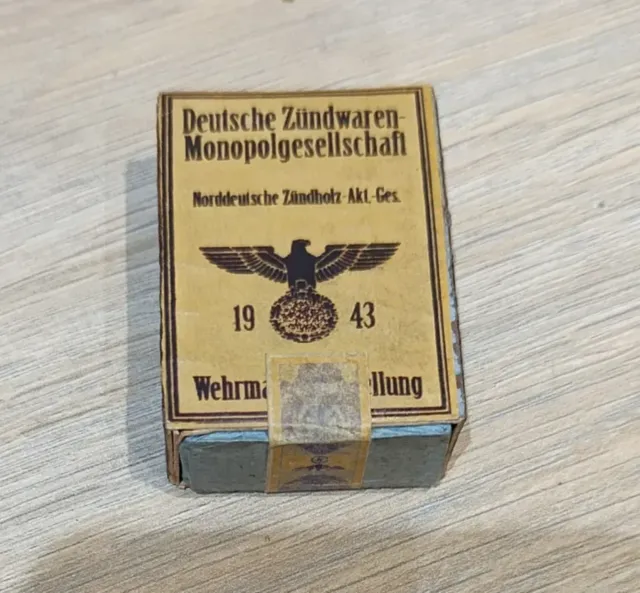 Deutsche Zündwaren-
Monopolgesellschaft
Norddeutsche Zündholz-Akt.-Ges.
19 43
Wehrma ellung